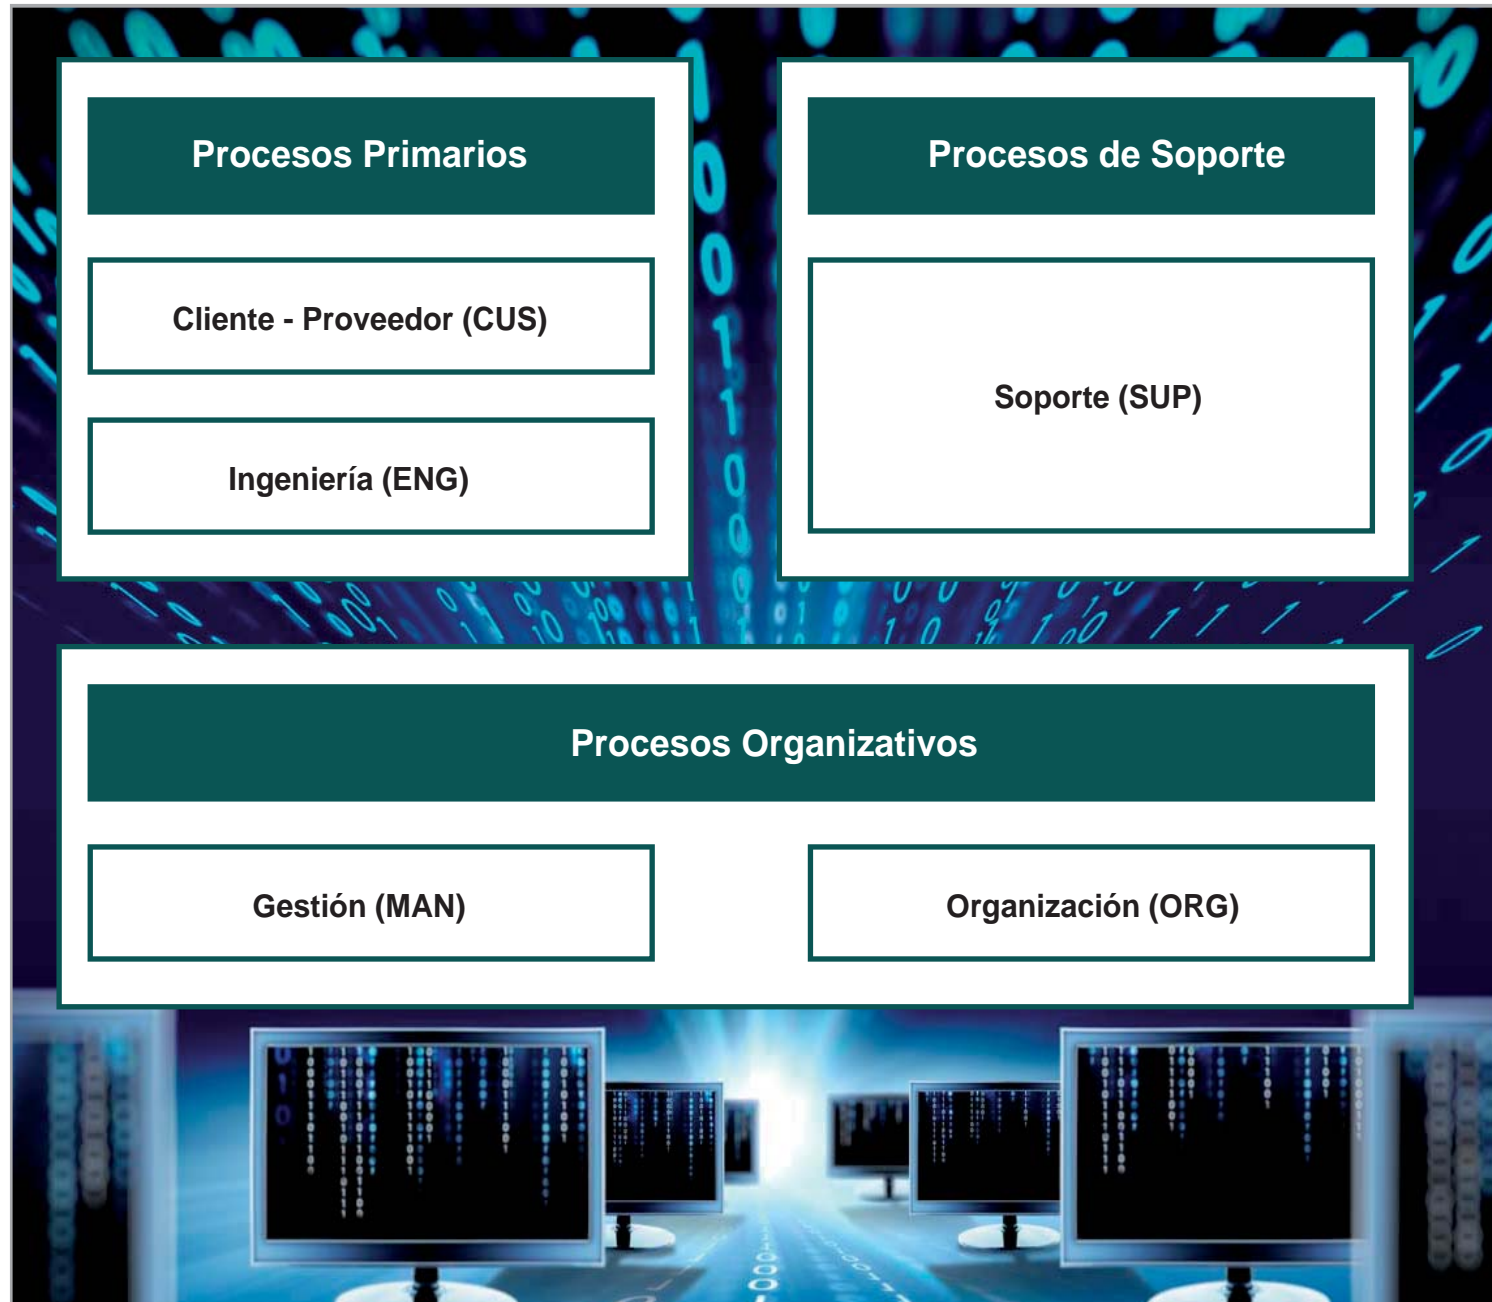 Procesos Primarios
Cliente - Proveedor (CUS)
Ingeniería (ENG)
Procesos de Soporte
Soporte (SUP)
Procesos Organizativos
Gestión (MAN)
Organización (ORG)